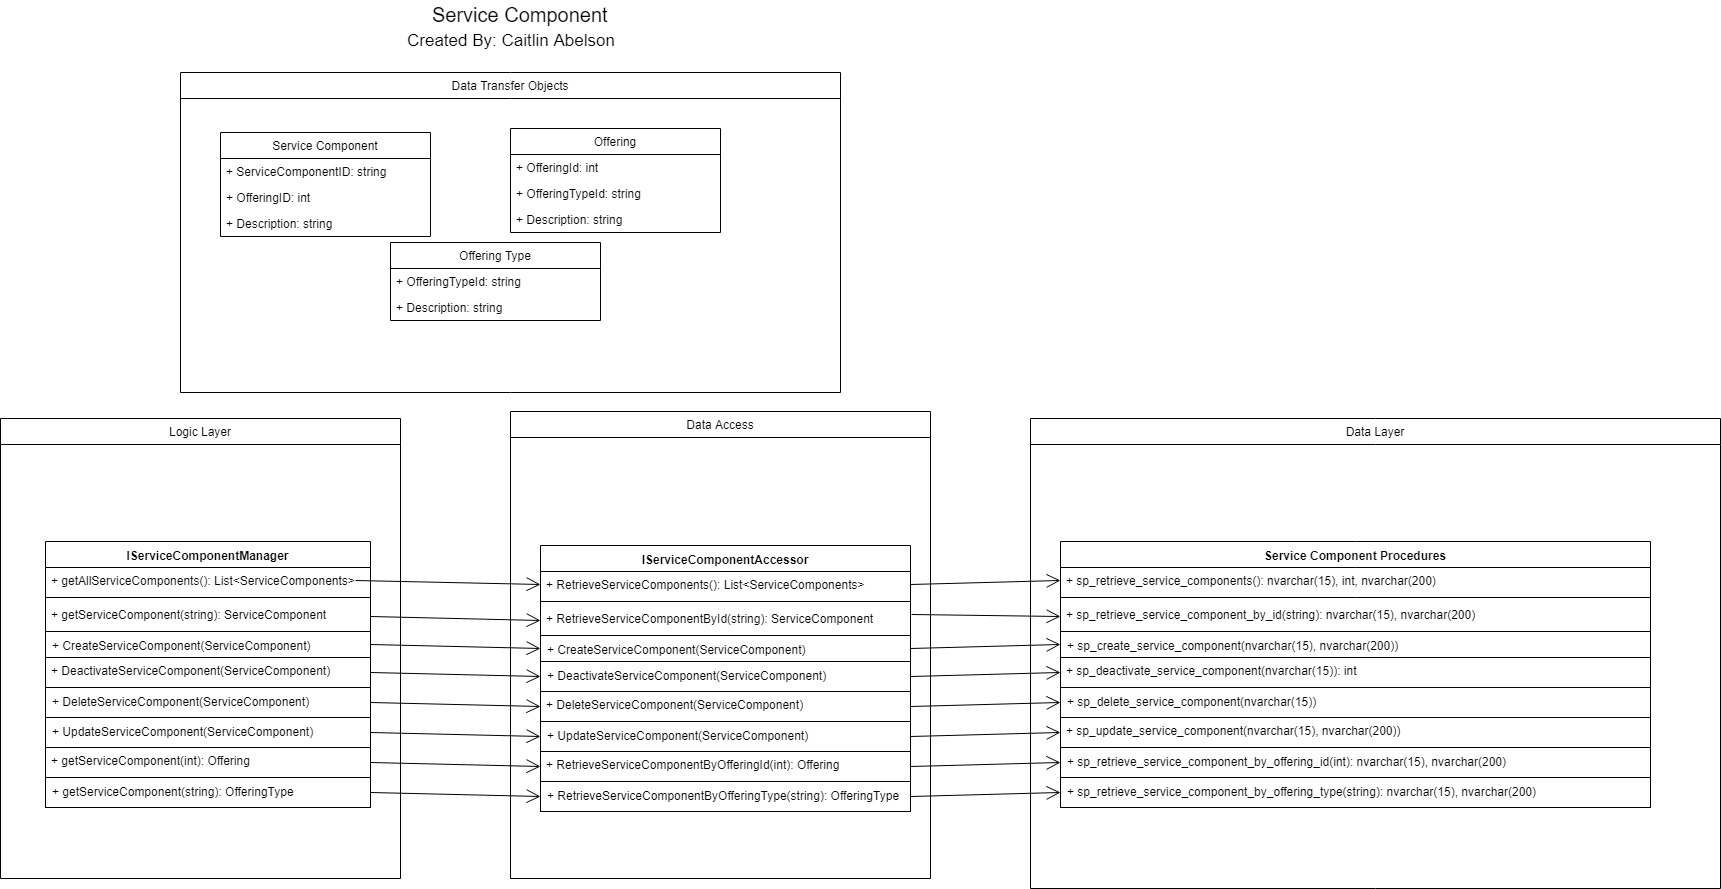 Service Component
Created By: Caitlin Abelson
Data Transfer Objects
Service Component
+ ServiceComponentID: string
+ OfferingID: int
+ Description: string
Offering
+ OfferingId: int
+ OfferingTypeId: string
+ Description: string
Offering Type
+ OfferingTypeId: string
+ Description: string
Logic Layer
IServiceComponentManager
+ getAllServiceComponents(): List<ServiceComponents>
+ getServiceComponent(string): ServiceComponent
+ CreateServiceComponent(ServiceComponent)
+ DeactivateServiceComponent(ServiceComponent)
+ DeleteServiceComponent(ServiceComponent)
+ UpdateServiceComponent(ServiceComponent)
+ getServiceComponent(int): Offering
+ getServiceComponent(string): OfferingType
Data Access
IServiceComponentAccessor
+ RetrieveServiceComponents(): List<ServiceComponents>
+ RetrieveServiceComponentById(string): ServiceComponent
+ CreateServiceComponent(ServiceComponent)
+ DeactivateServiceComponent(ServiceComponent)
+ DeleteServiceComponent(ServiceComponent)
+ UpdateServiceComponent(ServiceComponent)
+ RetrieveServiceComponentByOfferingId(int): Offering
+ RetrieveServiceComponentByOfferingType(string): OfferingType
Data Layer
Service Component Procedures
+ sp_retrieve_service_components(): nvarchar(15), int, nvarchar(200)
+ sp_retrieve_service_component_by_id(string): nvarchar(15), nvarchar(200)
+ sp_create_service_component(nvarchar(15), nvarchar(200))
+ sp_deactivate_service_component(nvarchar(15)): int
+ sp_delete_service_component(nvarchar(15))
+ sp_update_service_component(nvarchar(15), nvarchar(200))
+ sp_retrieve_service_component_by_offering_id(int): nvarchar(15), nvarchar(200)
+ sp_retrieve_service_component_by_offering_type(string): nvarchar(15), nvarchar(200)